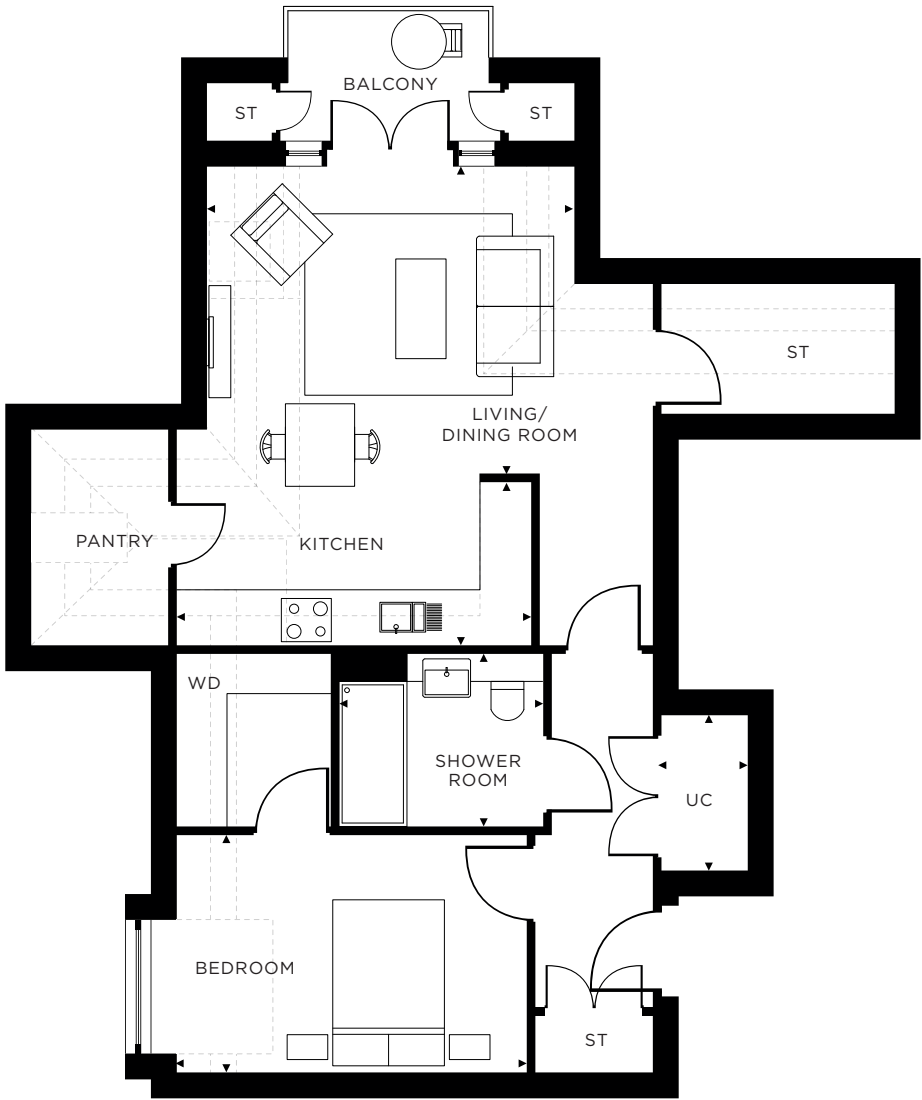 BALCONY
ST
ST
ST
LIVING/
DINING ROOM
PANTRY
KITCHEN
WD
SHOWER
ROOM
UC
BEDROOM
ST